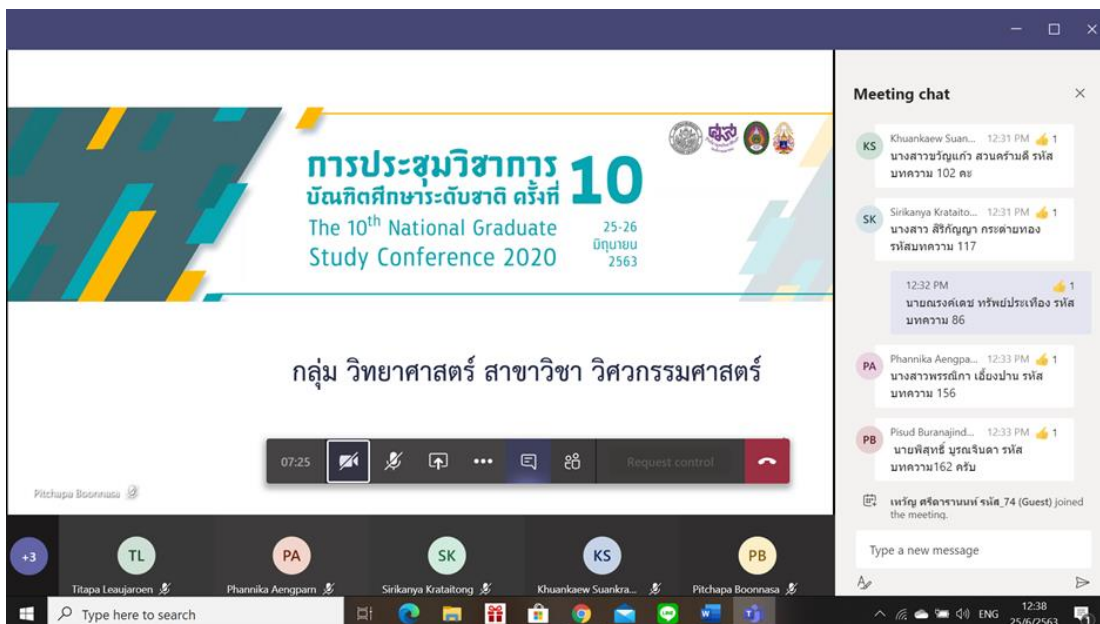 การประชุมวิชาการ
บัณฑิตศึกษาระดับชาติ ครั้งที่ 10
The 10th National Graduate
Study Conference 2020
25-26
มิถุนายน
2563
กลุ่ม วิทยาศาสตร์ สาขาวิชา วิศวกรรมศาสตร์
07:25
Request control
Pitchapa Boonnasa
+3
TL
Titapa Leaujaroen
PA
Phannika Aengparn
SK
Sirikanya Krataitong
KS
Khuankaew Suankra...
PB
Pitchapa Boonnasa
Meeting chat
KS
Khuankaew Suan... 12:31 PM 1
นางสาวขวัญแก้ว สวนคร้ามดี รหัส
บทความ 102 คะ
SK
Sirikanya Krataito... 12:31 PM 1
นางสาว สิริกัญญา กระต่ายทอง
รหัสบทความ 117
12:32 PM 1
นายณรงค์เดช ทรัพย์ประเทือง รหัส
บทความ 86
PA
Phannika Aengpa... 12:33 PM 1
นางสาวพรรณิกา เอี้ยงปาน รหัส
บทความ 156
PB
Pisud Buranajind... 12:33 PM 1
นายพิสุทธิ์ บูรณจินดา รหัส
บทความ162 ครับ
เหรัญ ศรีดารานนท์ รหัส_74 (Guest) joined
the meeting.
Type a new message
Type here to search
ENG
12:38
25/6/2563